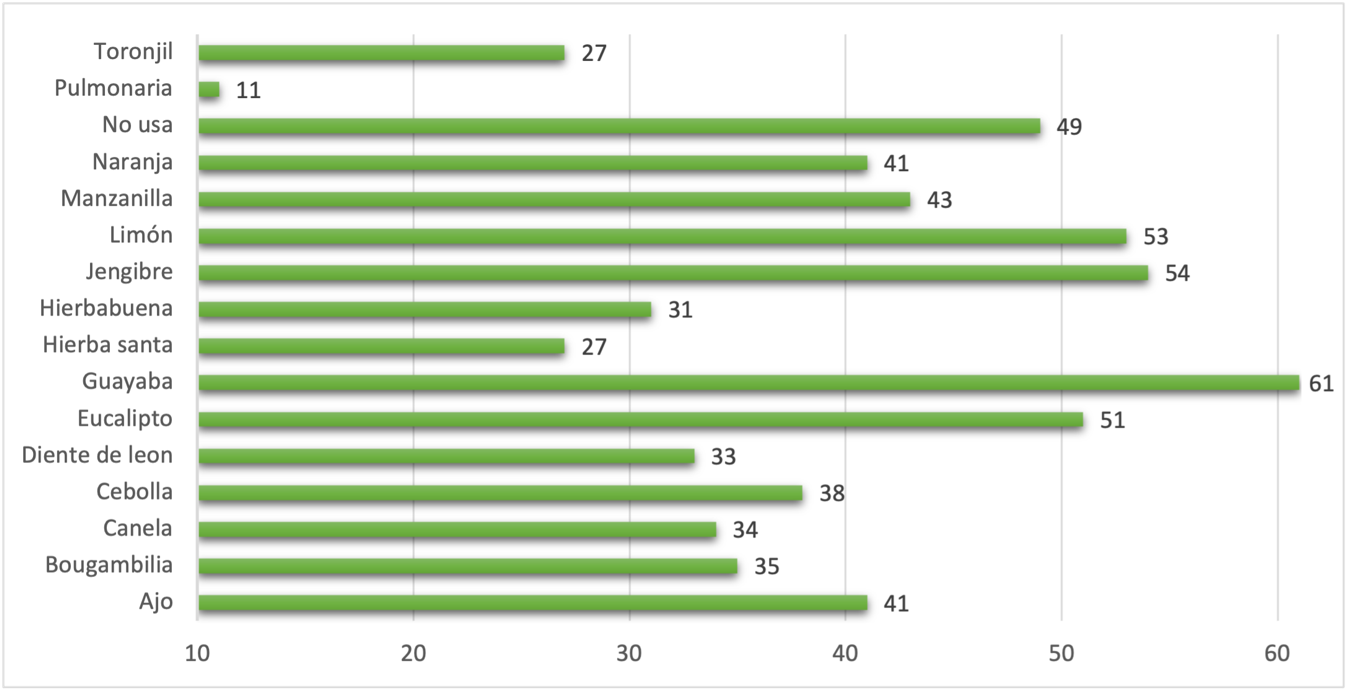 Toronjil 27
Pulmonaria 11
No usa 49
Naranja 41
Manzanilla 43
Limón 53
Jengibre 54
Hierbabuena 31
Hierba santa 27
Guayaba 61
Eucalipto 51
Diente de leon 33
Cebolla 38
Canela 34
Bougambilia 35
Ajo 41
10 20 30 40 50 60